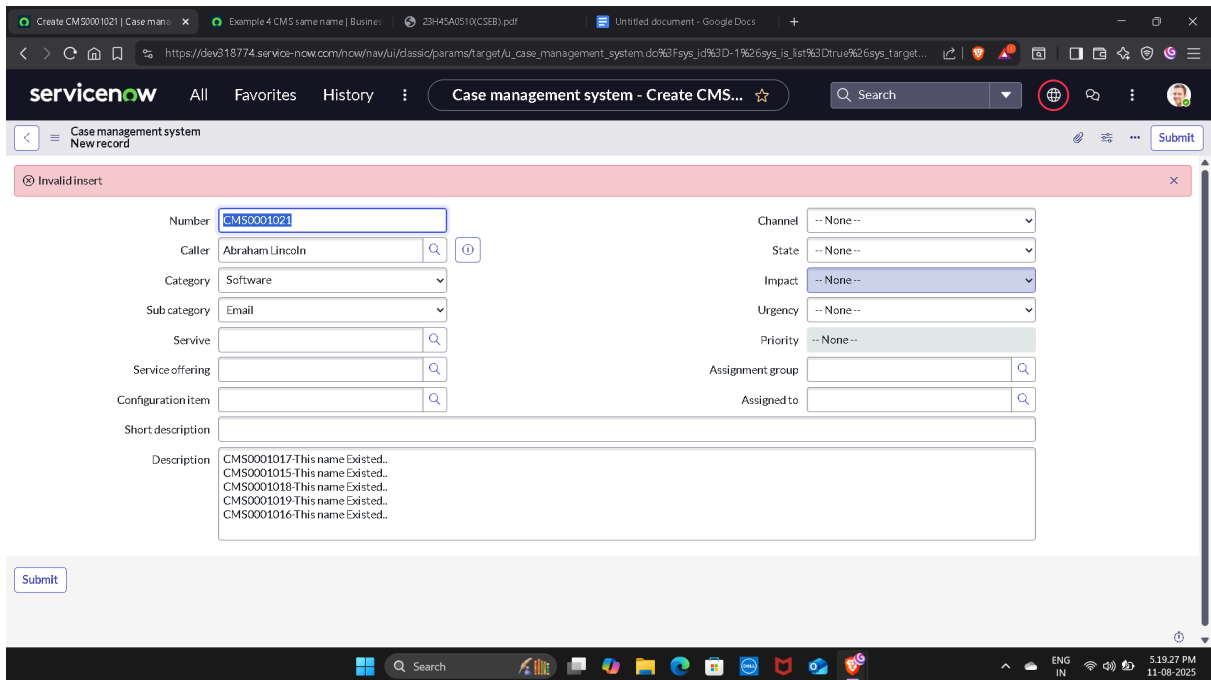 Create CMS0001021 | Case mana
Example 4 CMS same name | Busines
23H45A0510(CSEB).pdf
Untitled document - Google Docs
https://dev318774.service-now.com/now/nav/ui/classic/params/target/u_case_management_system.do%3Fsys_id%3D-1%26sys_is_list%3Dtrue%26sys_target...
servicenow
All
Favorites
History
Case management system - Create CMS...
Search
Case management system
New record
Submit
Invalid insert
Number CMS0001021
Channel -- None --
Caller Abraham Lincoln
State -- None --
Category Software
Impact -- None --
Sub category Email
Urgency -- None --
Servive
Priority -- None --
Service offering
Assignment group
Configuration item
Assigned to
Short description
Description CMS0001017-This name Existed..
CMS0001015-This name Existed..
CMS0001018-This name Existed..
CMS0001019-This name Existed..
CMS0001016-This name Existed..
Submit
Search
ENG
IN
5.19.27 PM
11-08-2025